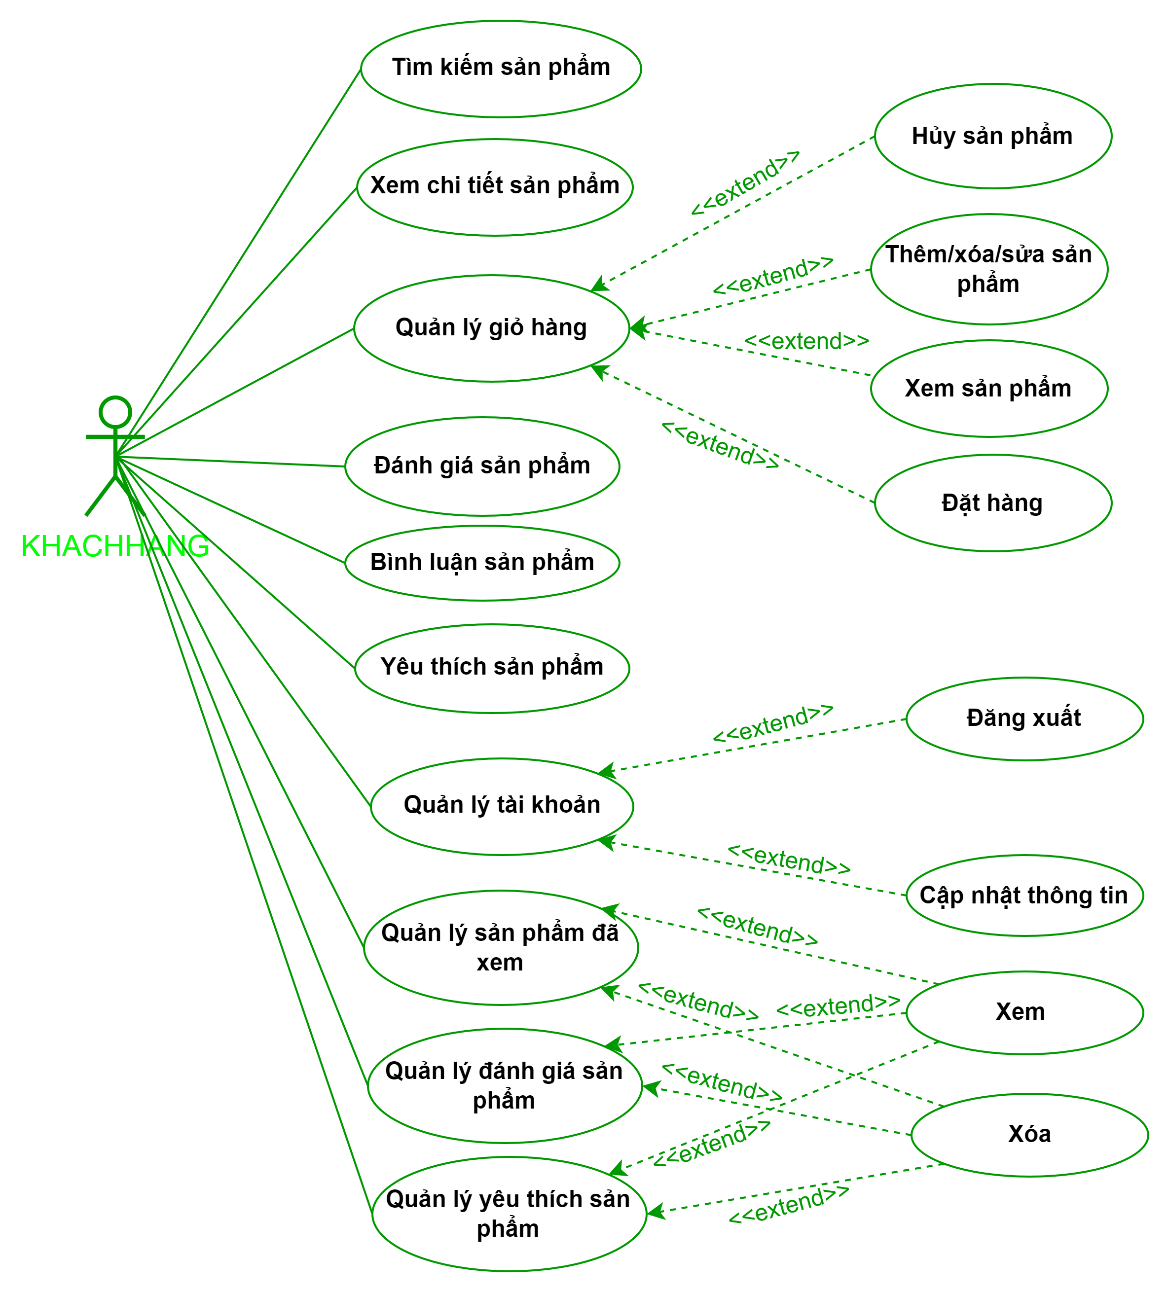 Tìm kiếm sản phẩm
Xem chi tiết sản phẩm
Quản lý giỏ hàng
Đánh giá sản phẩm
Bình luận sản phẩm
Yêu thích sản phẩm
Quản lý tài khoản
Quản lý sản phẩm đã
xem
Quản lý đánh giá sản
phẩm
Quản lý yêu thích sản
phẩm
KHACHHANG
<<extend>>
<<extend>>
<<extend>>
<<extend>>
<<extend>>
<<extend>>
<<extend>>
<<extend>>
<<extend>>
<<extend>>
<<extend>>
<<extend>>
Hủy sản phẩm
Thêm/xóa/sửa sản
phẩm
Xem sản phẩm
Đặt hàng
Đăng xuất
Cập nhật thông tin
Xem
Xóa